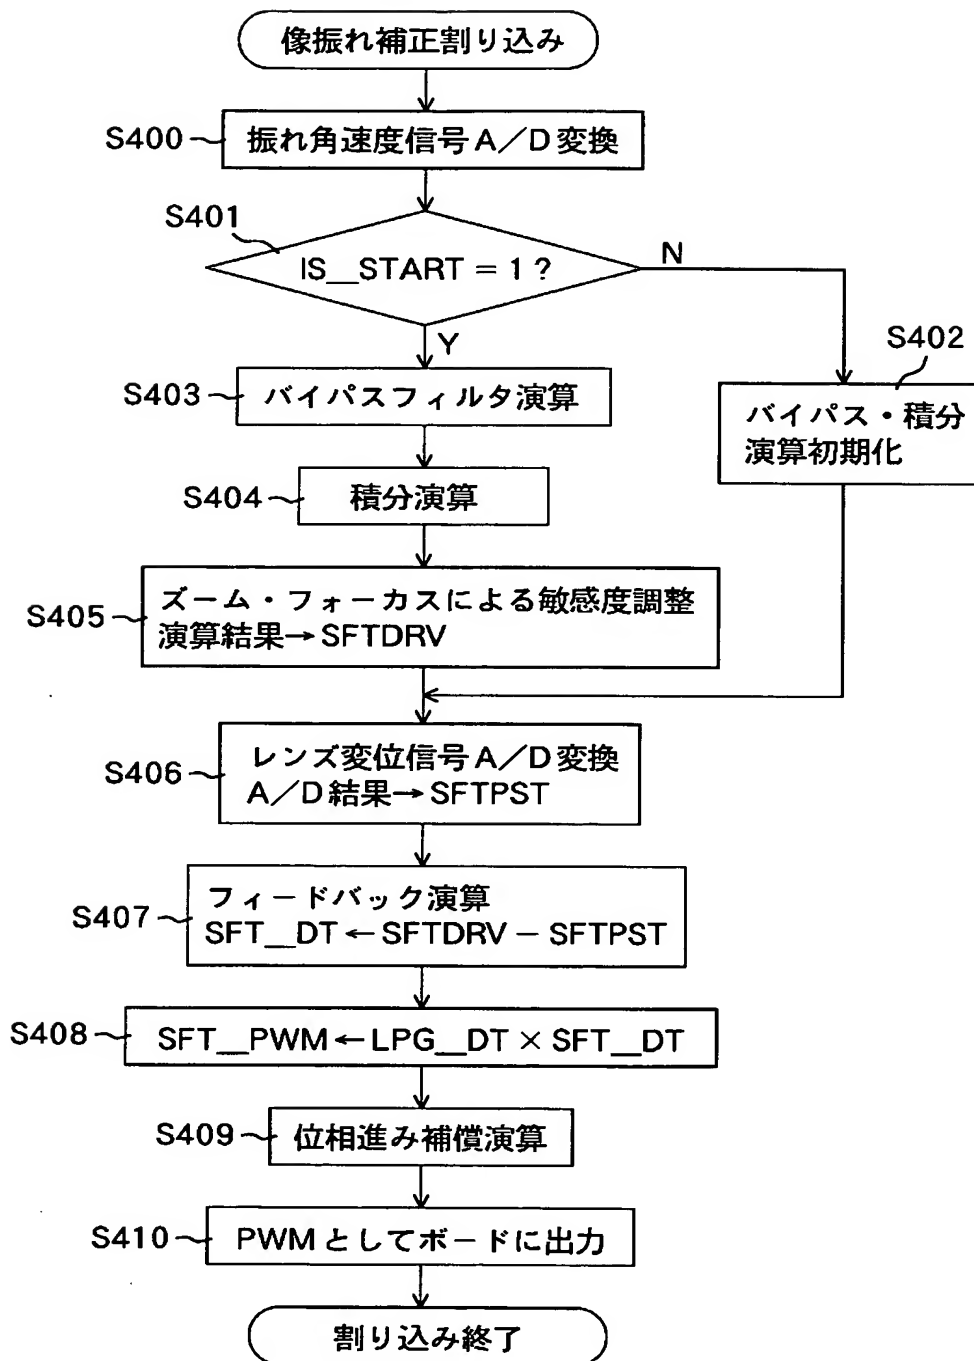 像振れ補正割り込み
S400
振れ角速度信号A／D変換
S401
IS__START = 1 ?
N
Y
S402
バイパス・積分
演算初期化
S403
バイパスフィルタ演算
S404
積分演算
S405
ズーム・フォーカスによる敏感度調整
演算結果→SFTDRV
S406
レンズ変位信号A／D変換
A／D結果→SFTPST
S407
フィードバック演算
SFT__DT←SFTDRV－SFTPST
S408
SFT__PWM←LPG__DT × SFT__DT
S409
位相進み補償演算
S410
PWMとしてボードに出力
割り込み終了